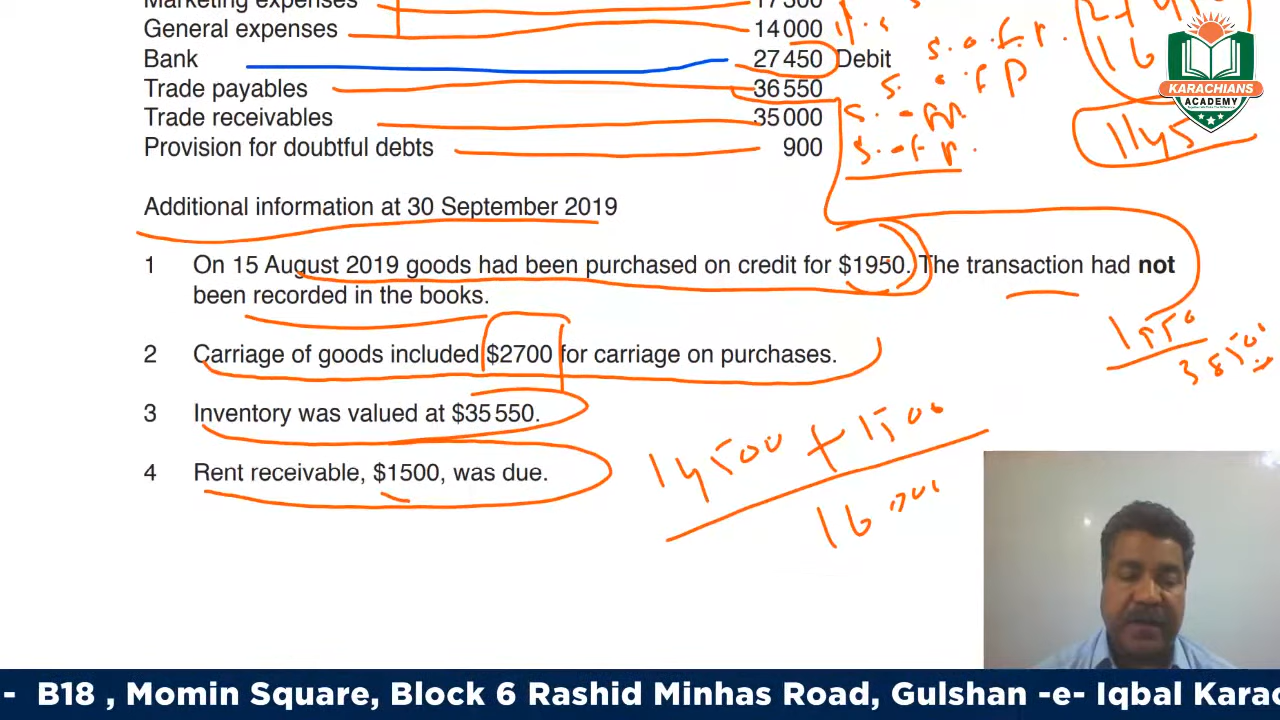 Marketing expenses 17 300
General expenses 14 000
Bank 27 450 Debit
Trade payables 36 550
Trade receivables 35 000
Provision for doubtful debts 900
s.o.f.p.
s.o.f p
s.o.f.p.
KARACHIANS
ACADEMY
Additional information at 30 September 2019
1 On 15 August 2019 goods had been purchased on credit for $1950. The transaction had not
been recorded in the books.
1950
38500
2 Carriage of goods included $2700 for carriage on purchases.
3 Inventory was valued at $35 550.
14500 + 1500
16000
4 Rent receivable, $1500, was due.
- B18 , Momin Square, Block 6 Rashid Minhas Road, Gulshan -e- Iqbal Karac